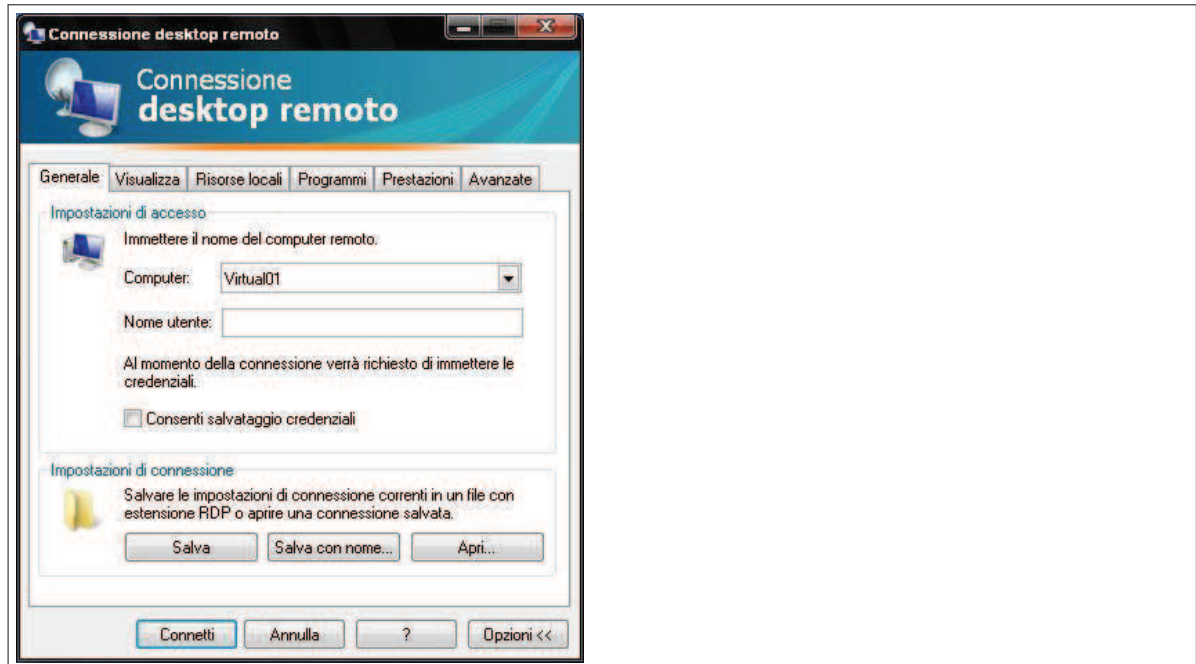 Connessione desktop remoto
Connessione
desktop remoto
Generale Visualizza Risorse locali Programmi Prestazioni Avanzate
Impostazioni di accesso
Immettere il nome del computer remoto.
Computer: Virtual01
Nome utente:
Al momento della connessione verrà richiesto di immettere le
credenziali.
Consenti salvataggio credenziali
Impostazioni di connessione
Salvare le impostazioni di connessione correnti in un file con
estensione RDP o aprire una connessione salvata.
Salva Salva con nome... Apri...
Connetti Annulla ? Opzioni <<